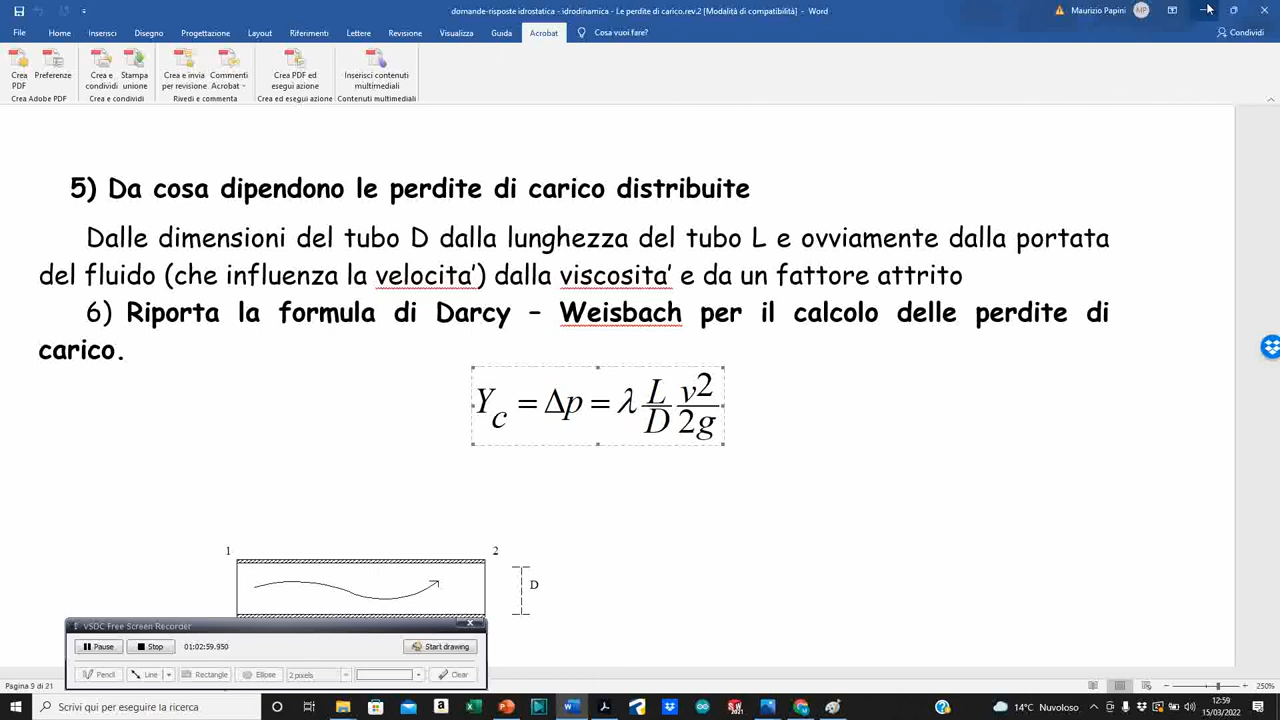 domande-risposte idrostatica - idrodinamica - Le perdite di carico.rev.2 [Modalità di compatibilità] - Word
Maurizio Papini MP
File Home Inserisci Disegno Progettazione Layout Riferimenti Lettere Revisione Visualizza Guida Acrobat Cosa vuoi fare? Condividi
Crea PDF Preferenze Crea e condividi Stampa unione Crea e invia per revisione Commenti Acrobat Crea PDF ed esegui azione Inserisci contenuti multimediali
Crea Adobe PDF Crea e condividi Rivedi e commenta Crea ed esegui azione Contenuti multimediali
5) Da cosa dipendono le perdite di carico distribuite
Dalle dimensioni del tubo D dalla lunghezza del tubo L e ovviamente dalla portata
del fluido (che influenza la velocita') dalla viscosita' e da un fattore attrito
6) Riporta la formula di Darcy – Weisbach per il calcolo delle perdite di
carico.
Y_c = Δp = λ L/D v2/2g
1 2
D
VSDC Free Screen Recorder
Pause Stop 01:02:59.950 Start drawing
Pencil Line Rectangle Ellipse 2 pixels Clear
Pagina 9 di 21 250%
Scrivi qui per eseguire la ricerca 14°C Nuvoloso 12:59
15/03/2022